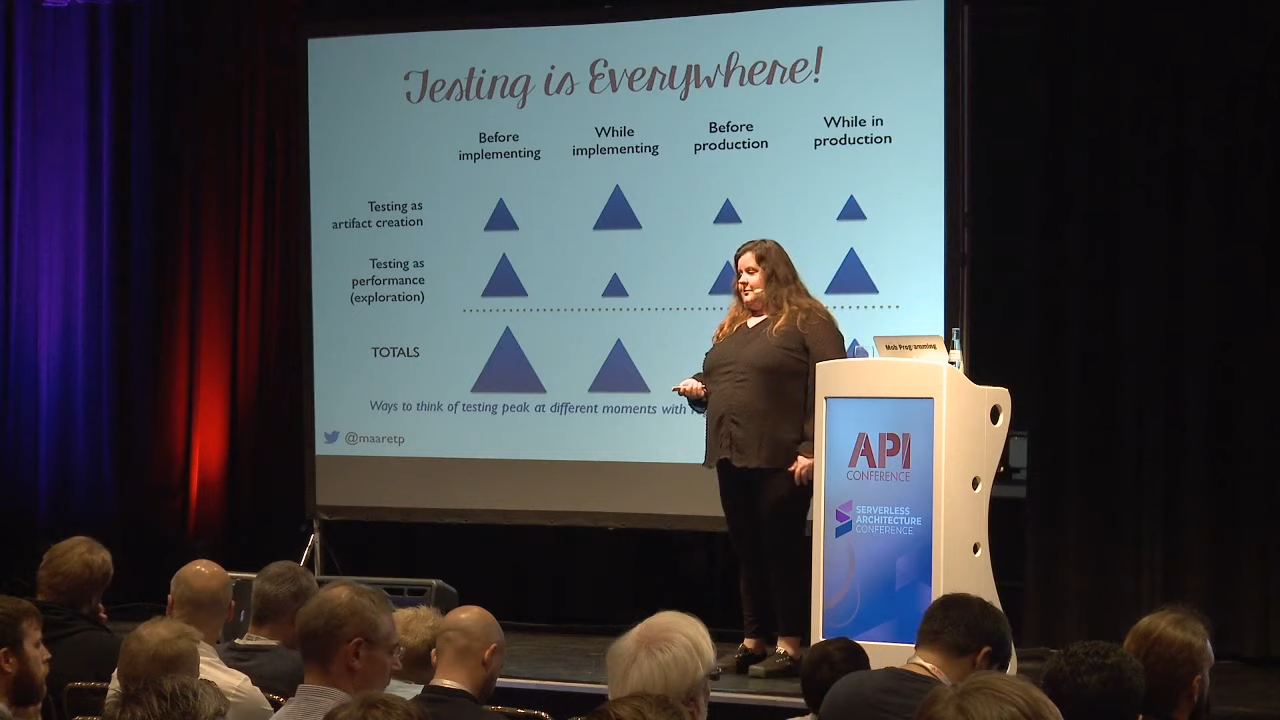 Testing is Everywhere!
Before
implementing
While
implementing
Before
production
While in
production
Testing as
artifact creation
Testing as
performance
(exploration)
TOTALS
Ways to think of testing peak at different moments with
@maaretp
Mob Programming
API
CONFERENCE
SERVERLESS
ARCHITECTURE
CONFERENCE